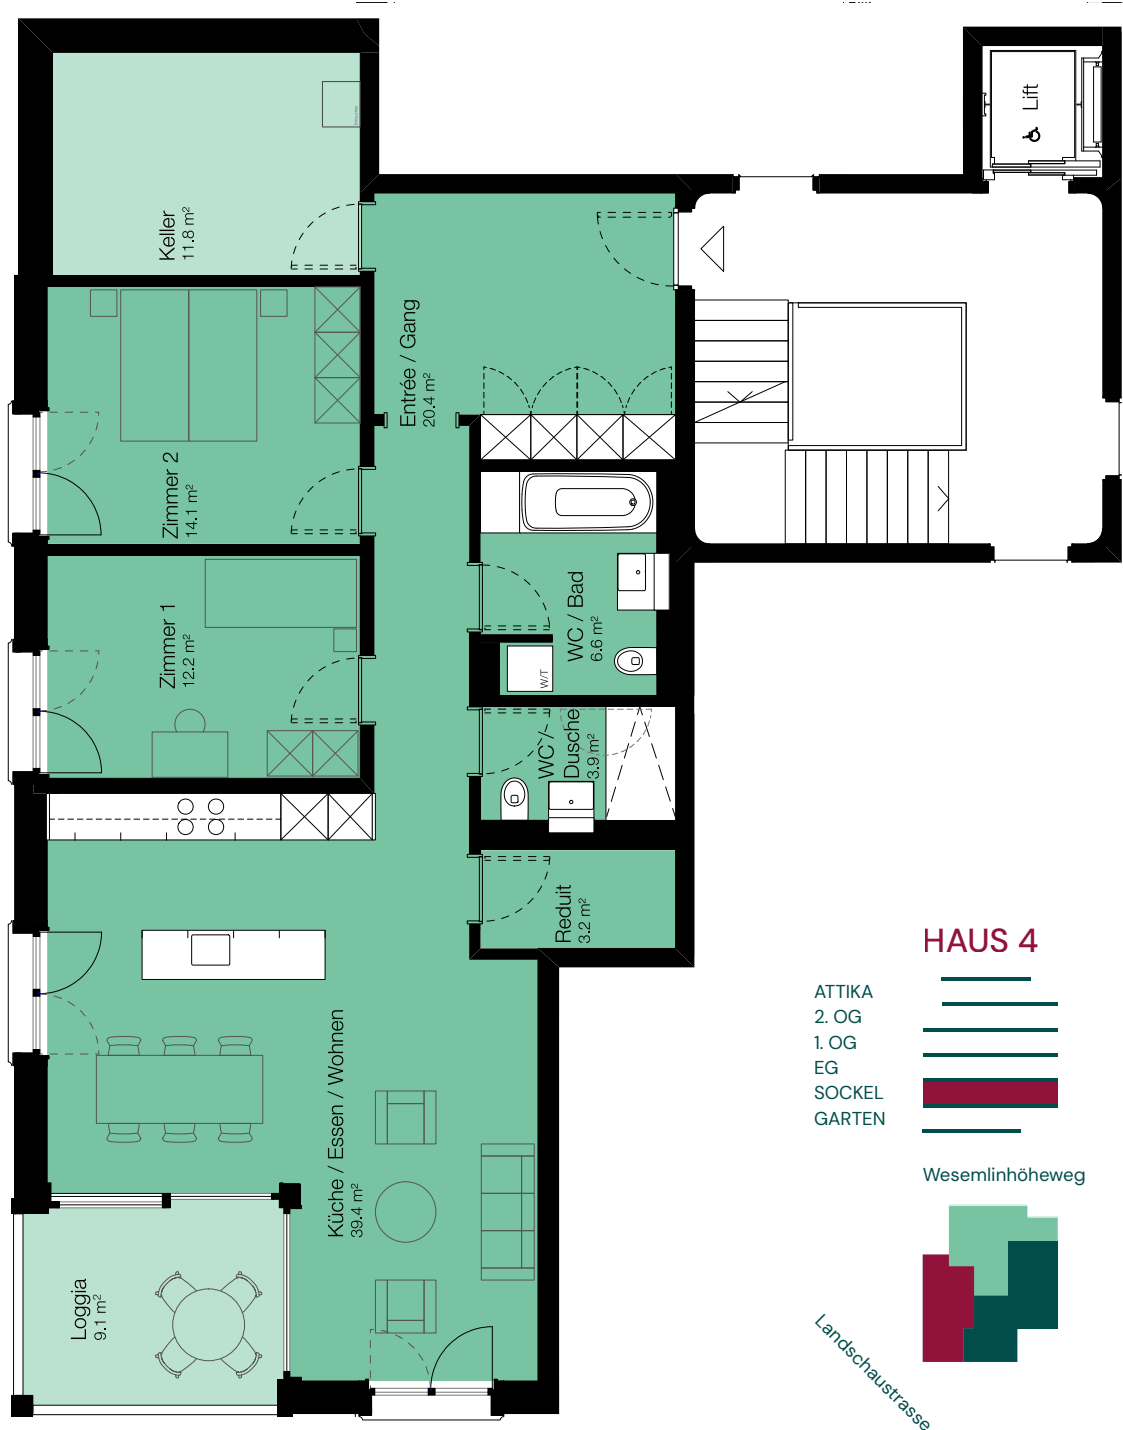 Lift
Keller
11.8 m²
Entrée / Gang
20.4 m²
Zimmer 2
14.1 m²
WC / Bad
6.6 m²
Zimmer 1
12.2 m²
W/T
WC /
Dusche
3.9 m²
Reduit
3.2 m²
Küche / Essen / Wohnen
39.4 m²
Loggia
9.1 m²
HAUS 4
ATTIKA
2. OG
1. OG
EG
SOCKEL
GARTEN
Wesemlinhöheweg
Landschaustrasse